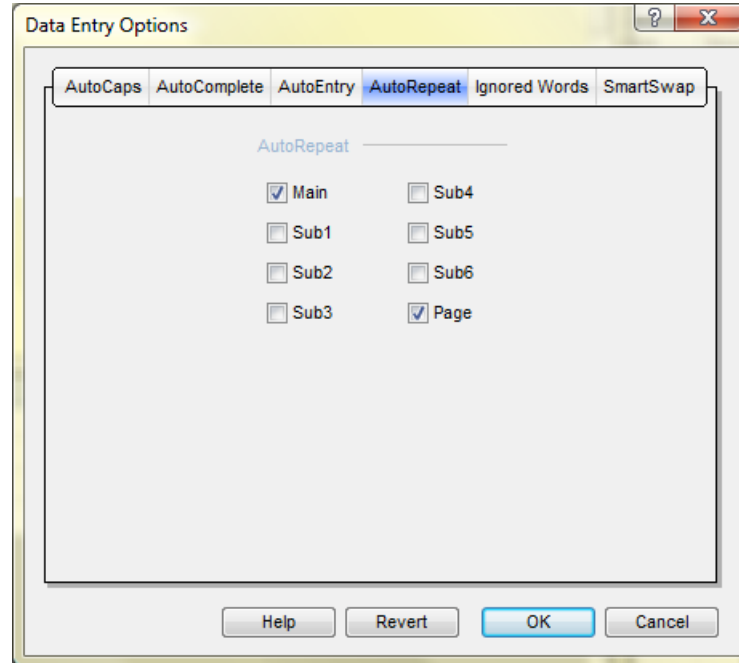 Data Entry Options
AutoCaps AutoComplete AutoEntry AutoRepeat Ignored Words SmartSwap
AutoRepeat
Main Sub4
Sub1 Sub5
Sub2 Sub6
Sub3 Page
Help Revert OK Cancel